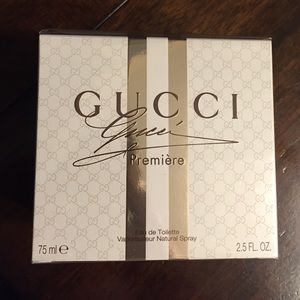 GUCCI
Gucci
Première
Eau de Toilette
Vaporisateur Natural Spray
75 ml e 2.5 FL. OZ.